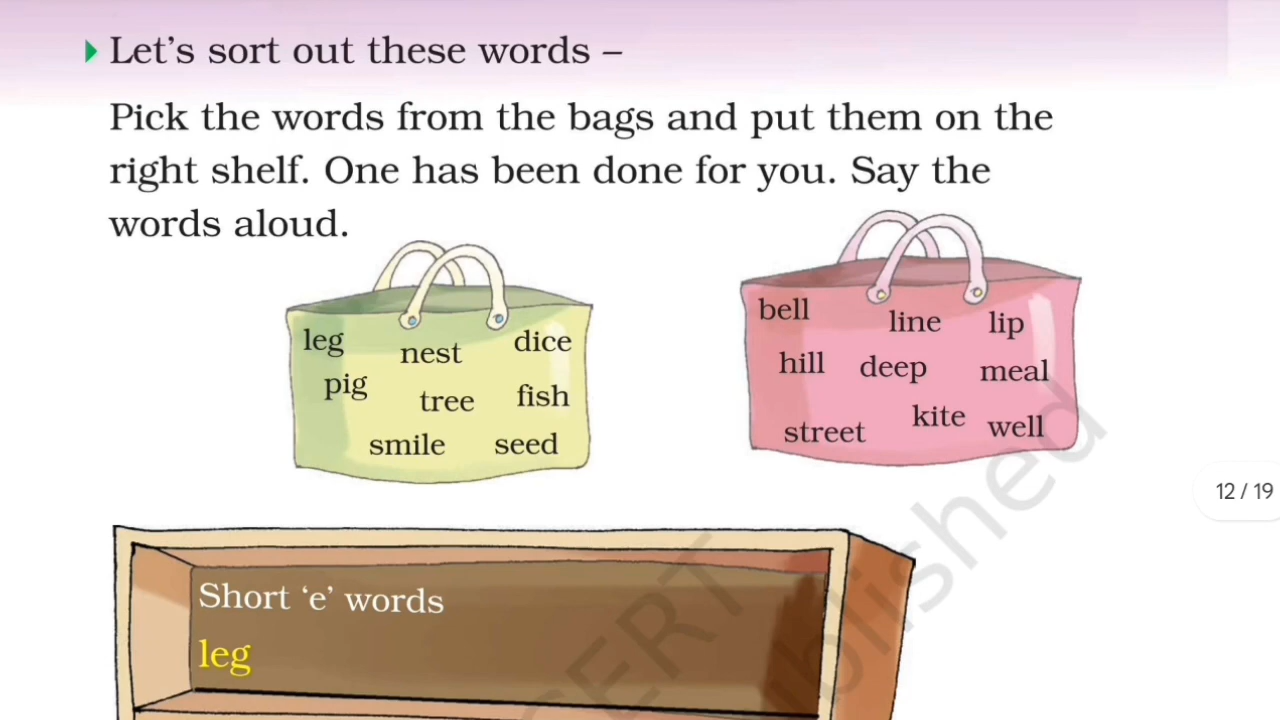 Let's sort out these words –
Pick the words from the bags and put them on the
right shelf. One has been done for you. Say the
words aloud.
leg nest dice
pig tree fish
smile seed
bell line lip
hill deep meal
street kite well
12 / 19
Short 'e' words
leg